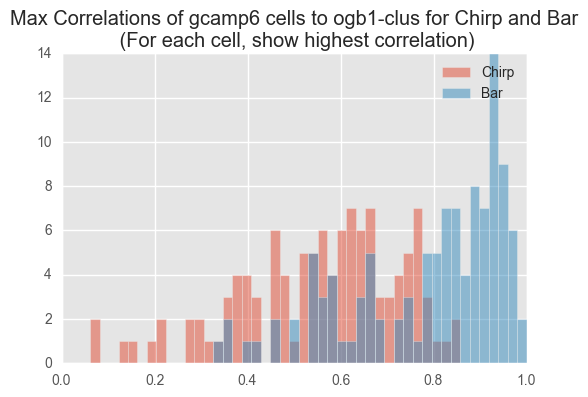 Max Correlations of gcamp6 cells to ogb1-clus for Chirp and Bar
(For each cell, show highest correlation)
14
12
10
8
6
4
2
0
Chirp
Bar
0.0 0.2 0.4 0.6 0.8 1.0